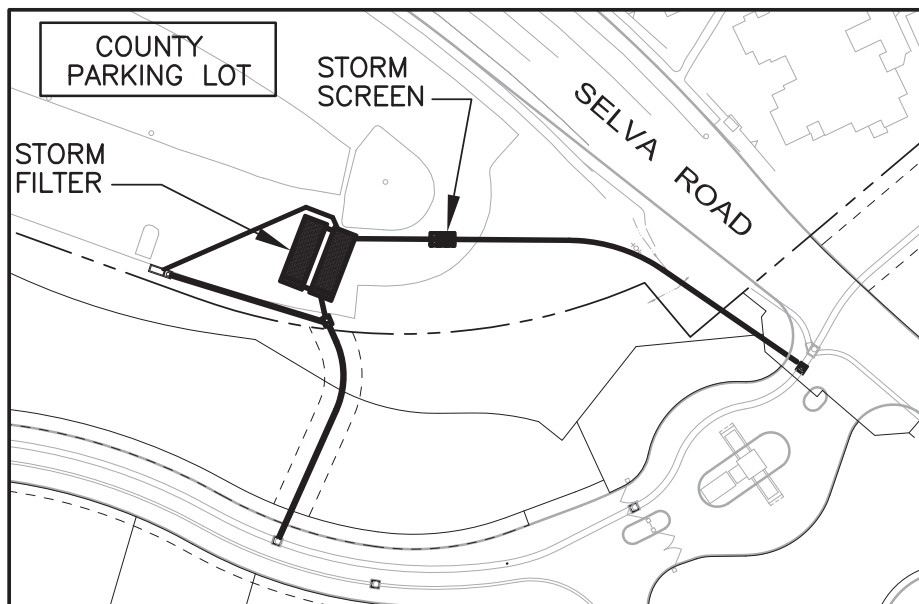 COUNTY
PARKING LOT
STORM
SCREEN
SELVA ROAD
STORM
FILTER